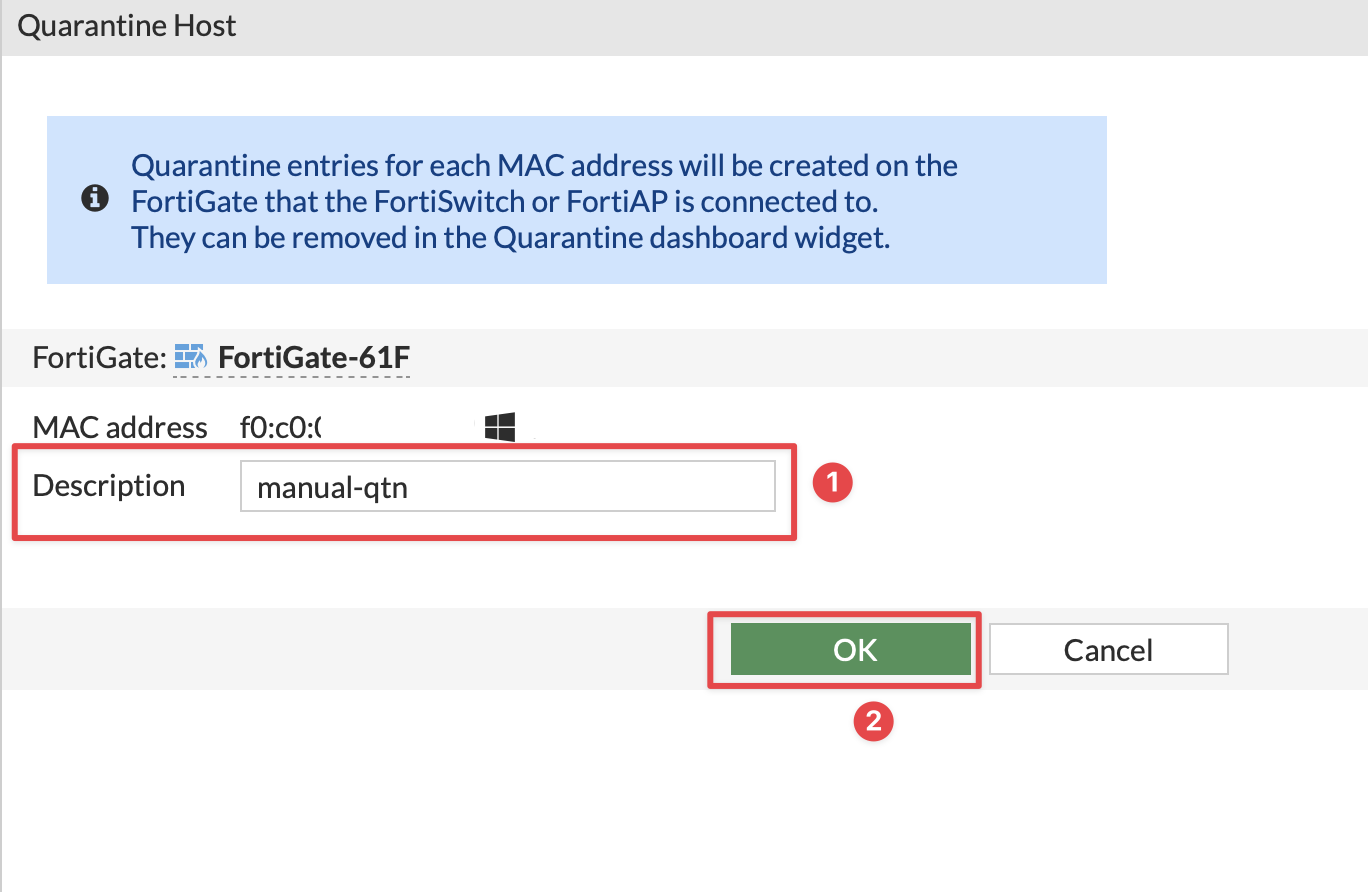 Quarantine Host
Quarantine entries for each MAC address will be created on the
FortiGate that the FortiSwitch or FortiAP is connected to.
They can be removed in the Quarantine dashboard widget.
FortiGate: FortiGate-61F
MAC address f0:c0:
Description manual-qtn
1
OK Cancel
2